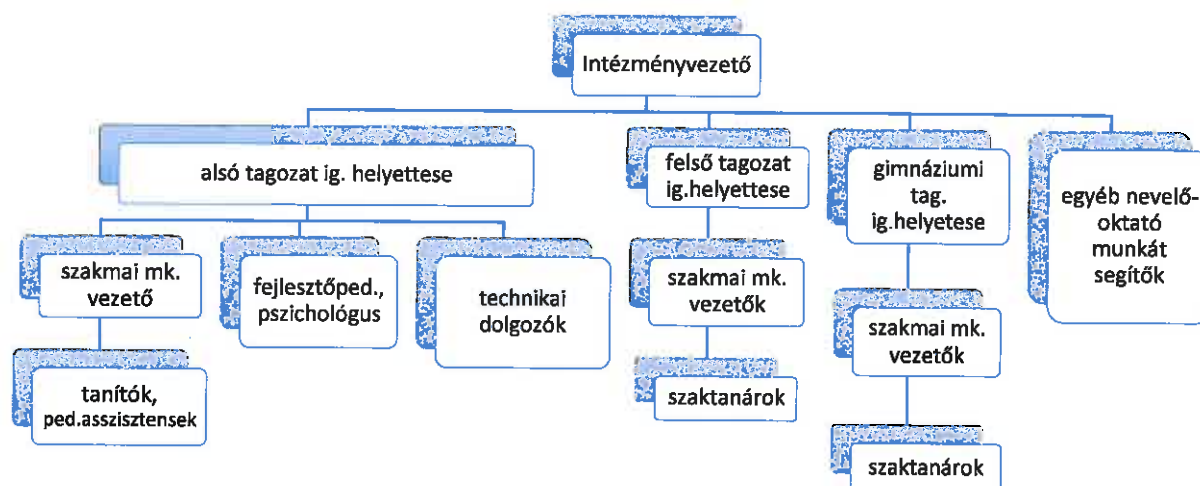 Intézményvezető
alsó tagozat ig. helyettese
felső tagozat
ig.helyettese
gimnáziumi
tag.
ig.helyetese
egyéb nevelő-
oktató
munkát
segítők
szakmai mk.
vezető
fejlesztőped.,
pszichológus
technikai
dolgozók
szakmai mk.
vezetők
szakmai mk.
vezetők
tanítók,
ped.asszisztensek
szaktanárok
szaktanárok